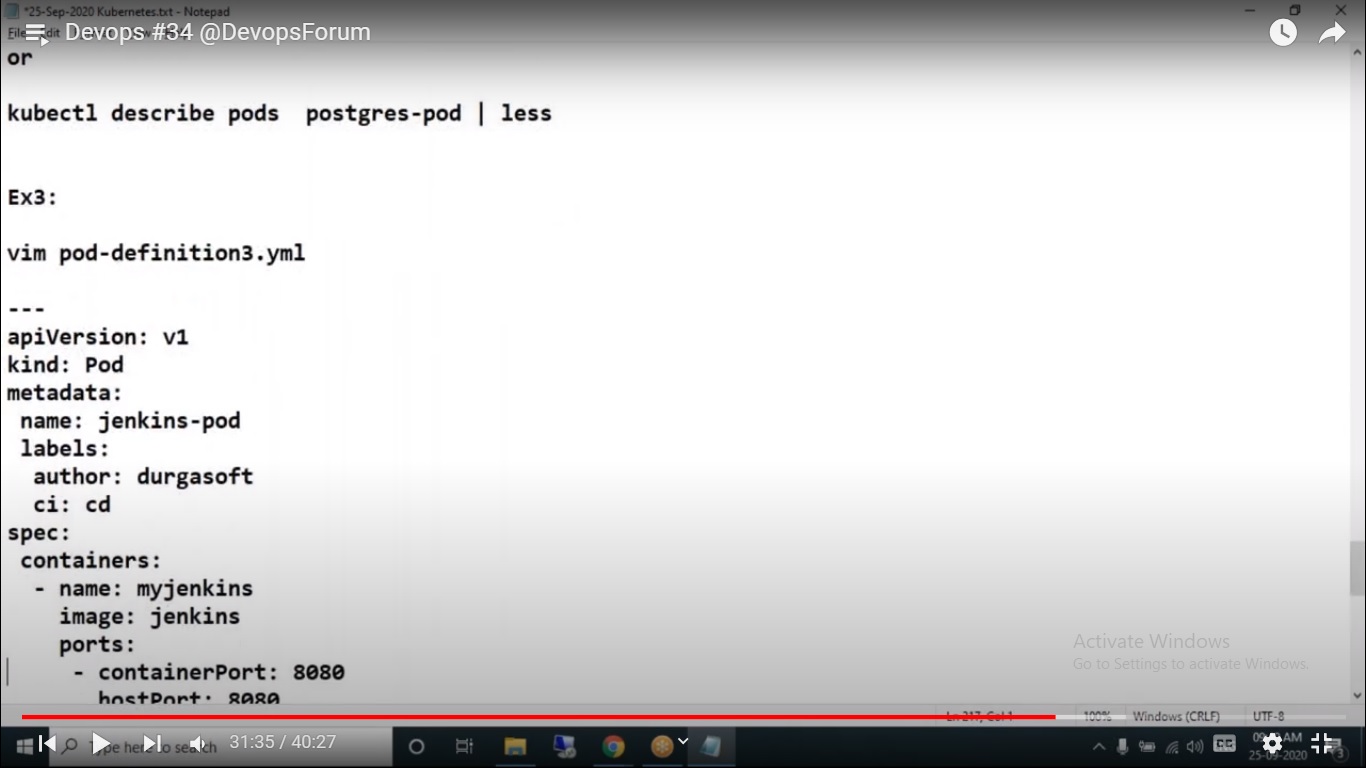 *25-Sep-2020 Kubernetes.txt - Notepad
Devops #34 @DevopsForum
or
kubectl describe pods  postgres-pod | less
Ex3:
vim pod-definition3.yml
---
apiVersion: v1
kind: Pod
metadata:
 name: jenkins-pod
 labels:
  author: durgasoft
  ci: cd
spec:
 containers:
  - name: myjenkins
    image: jenkins
    ports:
     - containerPort: 8080
       hostPort: 8080
Activate Windows
Go to Settings to activate Windows.
Ln 217, Col 1
100%
Windows (CRLF)
UTF-8
Type here to search
31:35 / 40:27
CC
AM
25-09-2020
3